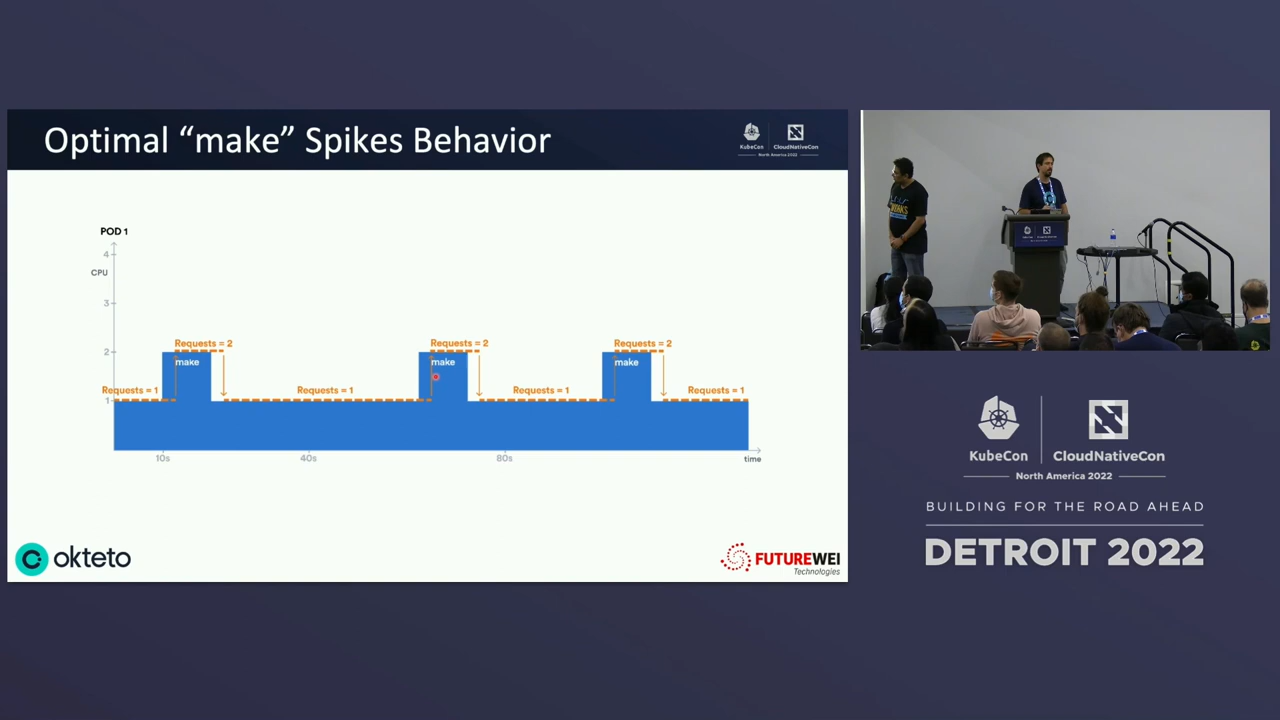 Optimal “make” Spikes Behavior
KubeCon
CloudNativeCon
North America 2022
POD 1
4
CPU
3
2
1
Requests = 2
Requests = 2
Requests = 2
make
make
make
Requests = 1
Requests = 1
Requests = 1
Requests = 1
10s
40s
80s
time
okteto
FUTUREWEI
Technologies
KubeCon
CloudNativeCon
North America 2022
BUILDING FOR THE ROAD AHEAD
DETROIT 2022